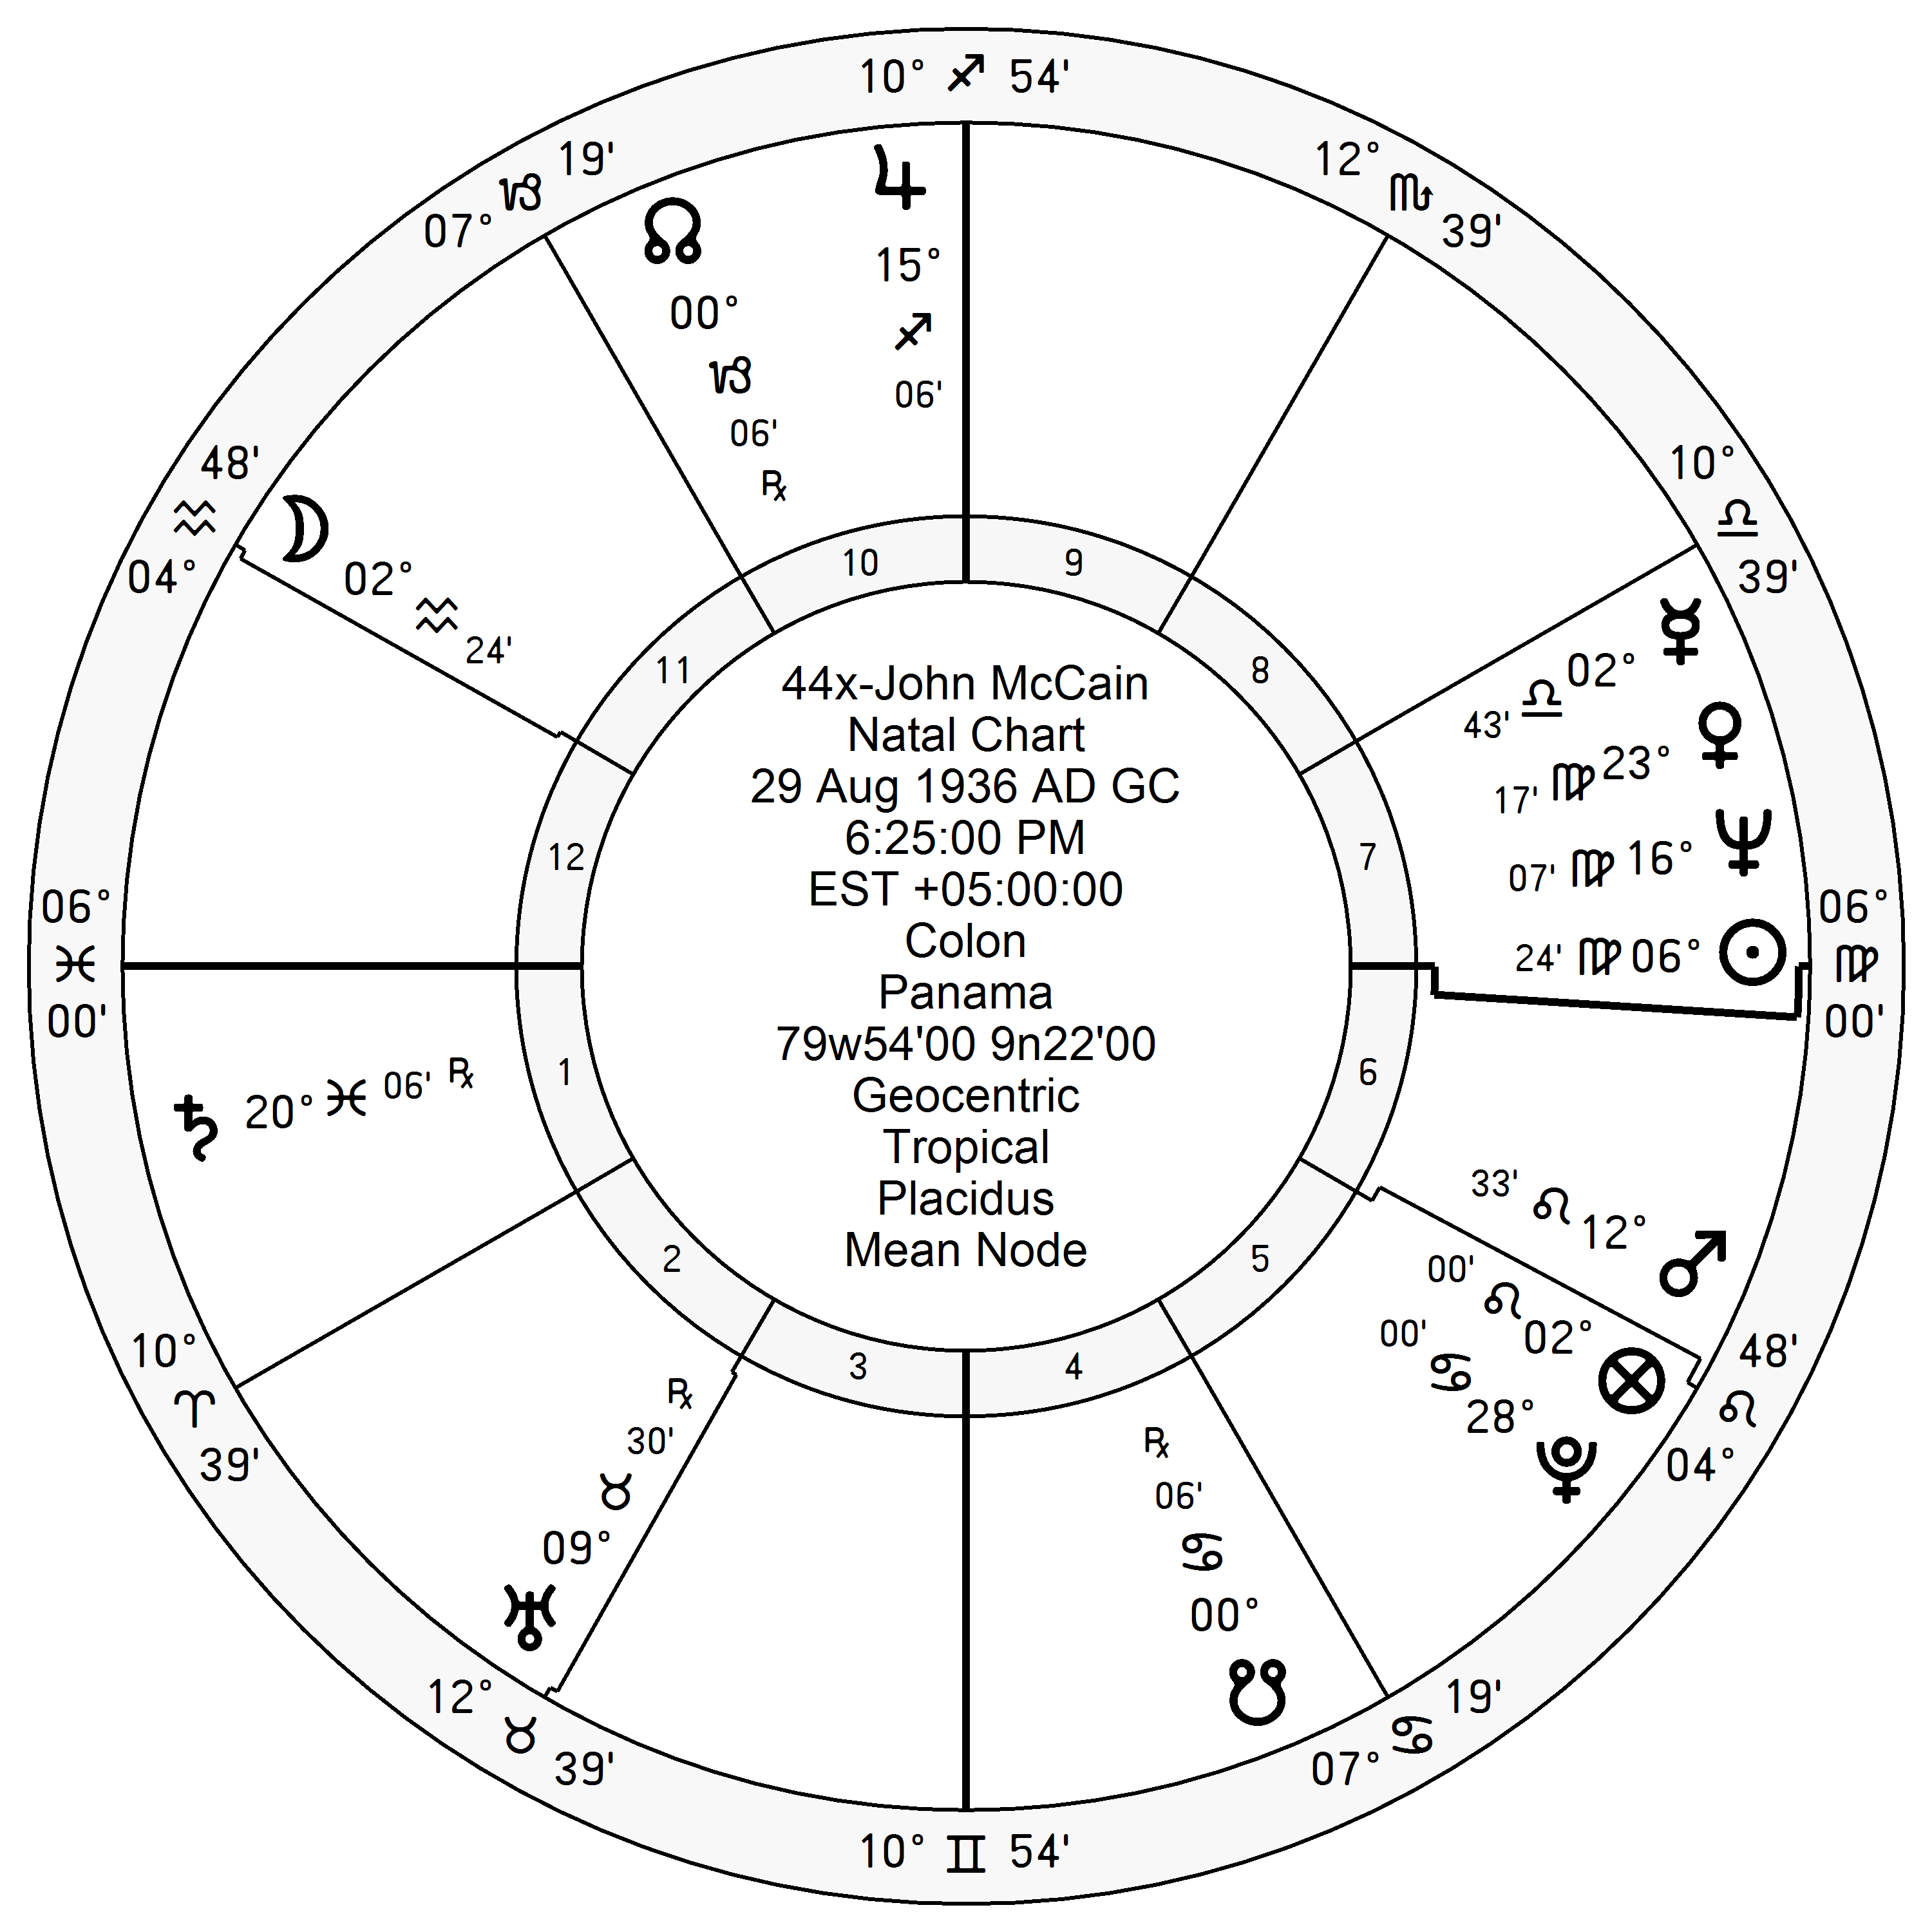 10° ♐ 54'
07° ♑ 19'
12° ♏ 39'
♃
15°
♐
06'
☊
00°
♑
06'
℞
04° ♒ 48'
10° ♎ 39'
☽ 02° ♒ 24'
10
9
11
8
12
7
1
6
2
5
3
4
44x-John McCain
Natal Chart
29 Aug 1936 AD GC
6:25:00 PM
EST +05:00:00
Colon
Panama
79w54'00 9n22'00
Geocentric
Tropical
Placidus
Mean Node
43' ♎ 02° ☿
17' ♍ 23° ♀
07' ♍ 16° ♆
24' ♍ 06° ☉
06° ♓ 00'
06° ♍ 00'
♄ 20° ♓ 06' ℞
33' ♌ 12° ♂
00' ♌ 02° ⊗
00' ♋ 28° ♇
10° ♈ 39'
04° ♌ 48'
℞
30'
♉
09°
♅
℞
06'
♋
00°
☋
12° ♉ 39'
07° ♋ 19'
10° ♊ 54'